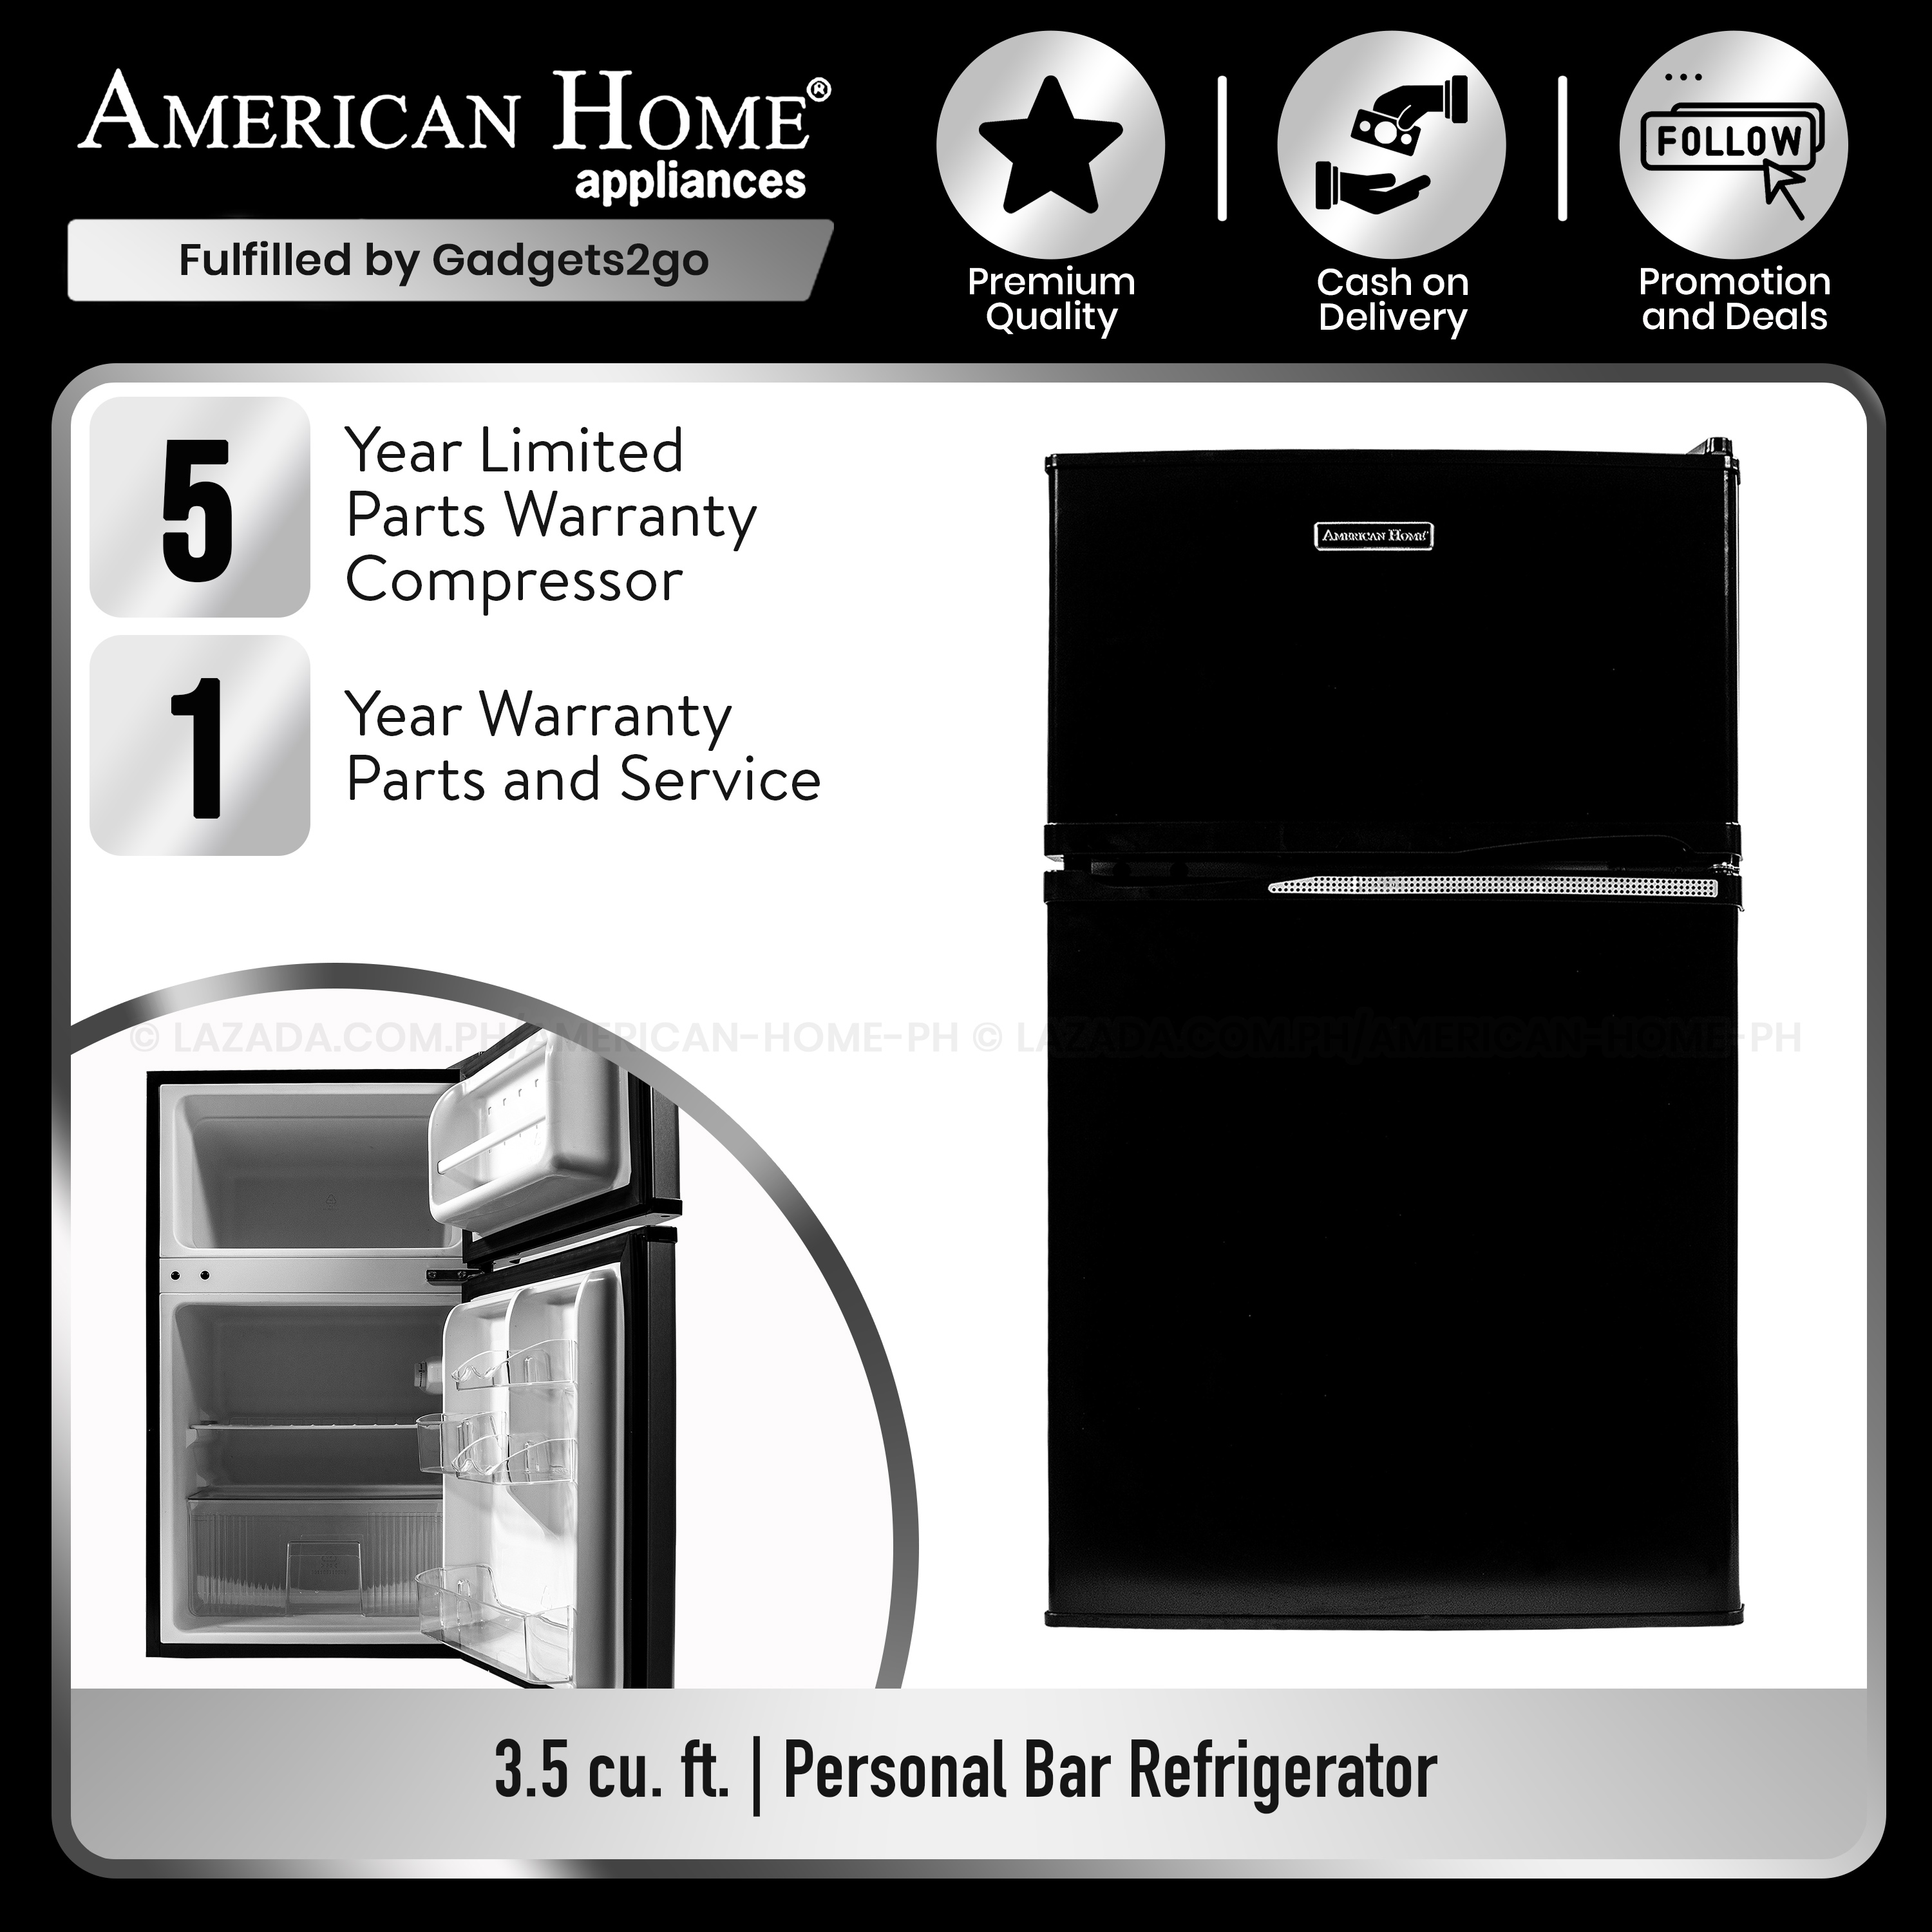 AMERICAN HOME®
appliances
Fulfilled by Gadgets2go
Premium
Quality
Cash on
Delivery
FOLLOW
Promotion
and Deals
5
Year Limited
Parts Warranty
Compressor
1
Year Warranty
Parts and Service
AMERICAN HOME
© LAZADA.COM.PH/AMERICAN-HOME-PH © LAZADA.COM.PH/AMERICAN-HOME-PH
3.5 cu. ft. | Personal Bar Refrigerator